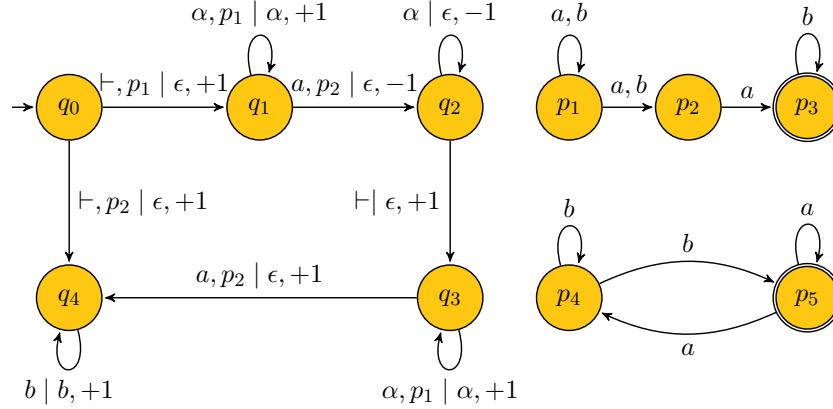 α, p₁ | α, +1
α | ϵ, −1
a, b
b
q₀
⊢, p₁ | ϵ, +1
q₁
a, p₂ | ϵ, −1
q₂
p₁
a, b
p₂
a
p₃
⊢, p₂ | ϵ, +1
⊢| ϵ, +1
b
b
a
q₄
a, p₂ | ϵ, +1
q₃
p₄
p₅
a
b | b, +1
α, p₁ | α, +1